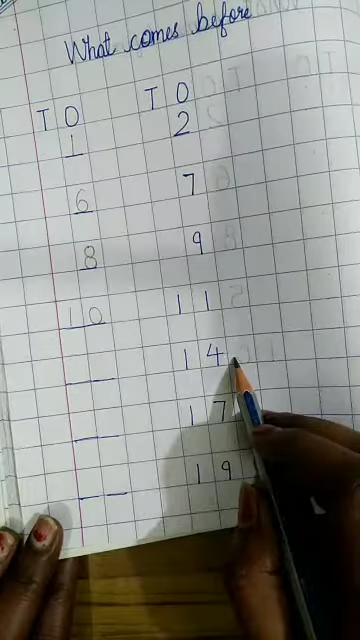 What comes before
T O T O
1 2
6 7
8 9
10 11
_ _ 14
_ _ 17
_ _ 19